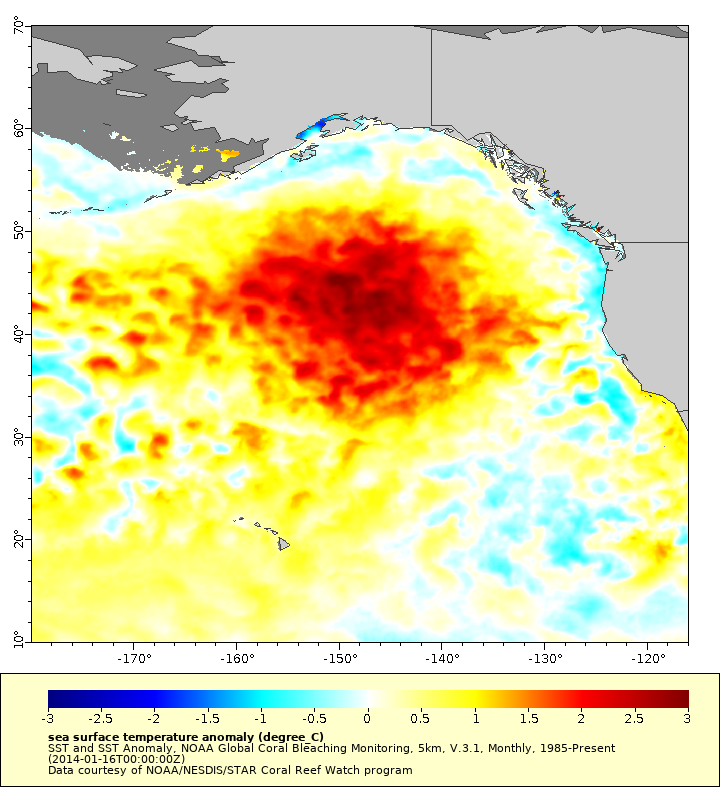 70°
60°
50°
40°
30°
20°
10°
-170° -160° -150° -140° -130° -120°
-3 -2.5 -2 -1.5 -1 -0.5 0 0.5 1 1.5 2 2.5 3
sea surface temperature anomaly (degree_C)
SST and SST Anomaly, NOAA Global Coral Bleaching Monitoring, 5km, V.3.1, Monthly, 1985-Present
(2014-01-16T00:00:00Z)
Data courtesy of NOAA/NESDIS/STAR Coral Reef Watch program